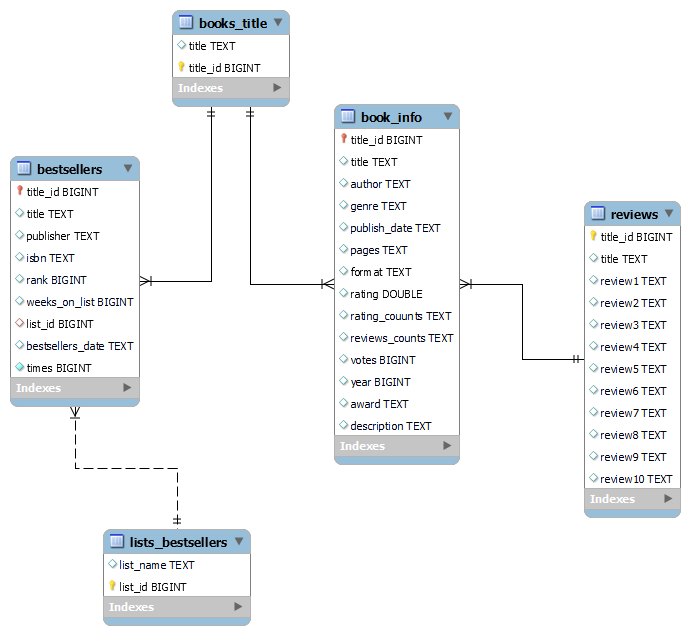 books_title
title TEXT
title_id BIGINT
Indexes
book_info
title_id BIGINT
title TEXT
author TEXT
genre TEXT
publish_date TEXT
pages TEXT
format TEXT
rating DOUBLE
rating_couunts TEXT
reviews_counts TEXT
votes BIGINT
year BIGINT
award TEXT
description TEXT
Indexes
bestsellers
title_id BIGINT
title TEXT
publisher TEXT
isbn TEXT
rank BIGINT
weeks_on_list BIGINT
list_id BIGINT
bestsellers_date TEXT
times BIGINT
Indexes
reviews
title_id BIGINT
title TEXT
review1 TEXT
review2 TEXT
review3 TEXT
review4 TEXT
review5 TEXT
review6 TEXT
review7 TEXT
review8 TEXT
review9 TEXT
review10 TEXT
Indexes
lists_bestsellers
list_name TEXT
list_id BIGINT
Indexes